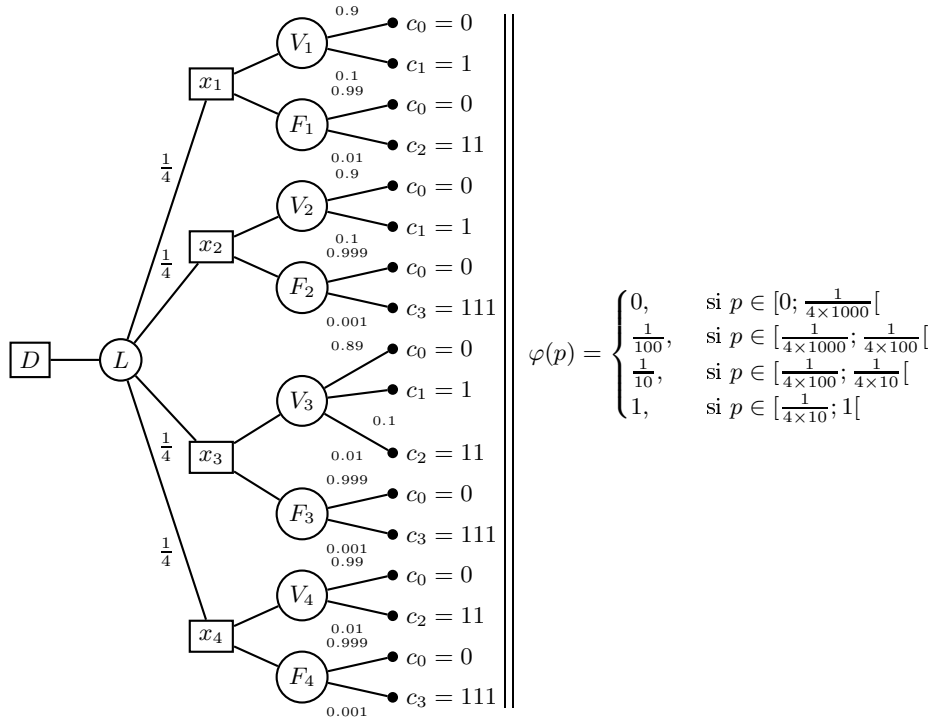 0.9
c₀ = 0
V₁
c₁ = 1
x₁
0.1
0.99
c₀ = 0
F₁
c₂ = 11
1/4
0.01
0.9
c₀ = 0
V₂
c₁ = 1
x₂
0.1
0.999
1/4
c₀ = 0
F₂
c₃ = 111
0.001
D
L
0.89
c₀ = 0
c₁ = 1
V₃
0.1
1/4
x₃
0.01
c₂ = 11
0.999
c₀ = 0
F₃
c₃ = 111
1/4
0.001
0.99
c₀ = 0
V₄
c₂ = 11
x₄
0.01
0.999
c₀ = 0
F₄
c₃ = 111
0.001
φ(p) =
0, si p ∈ [0; 1/(4×1000)[
1/100, si p ∈ [1/(4×1000); 1/(4×100)[
1/10, si p ∈ [1/(4×100); 1/(4×10)[
1, si p ∈ [1/(4×10); 1[